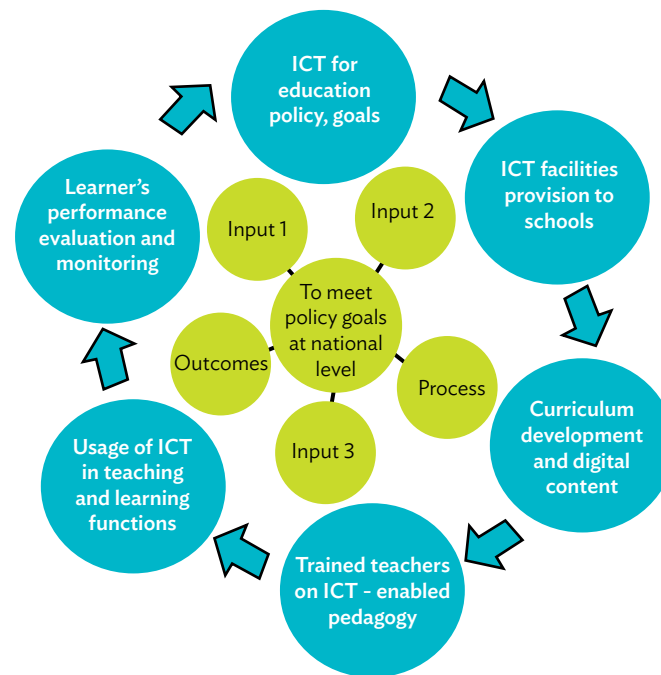 ICT for
education
policy, goals
ICT facilities
provision to
schools
Curriculum
development
and digital
content
Trained teachers
on ICT - enabled
pedagogy
Usage of ICT
in teaching
and learning
functions
Learner's
performance
evaluation and
monitoring
Input 1
Input 2
To meet
policy goals
at national
level
Process
Input 3
Outcomes